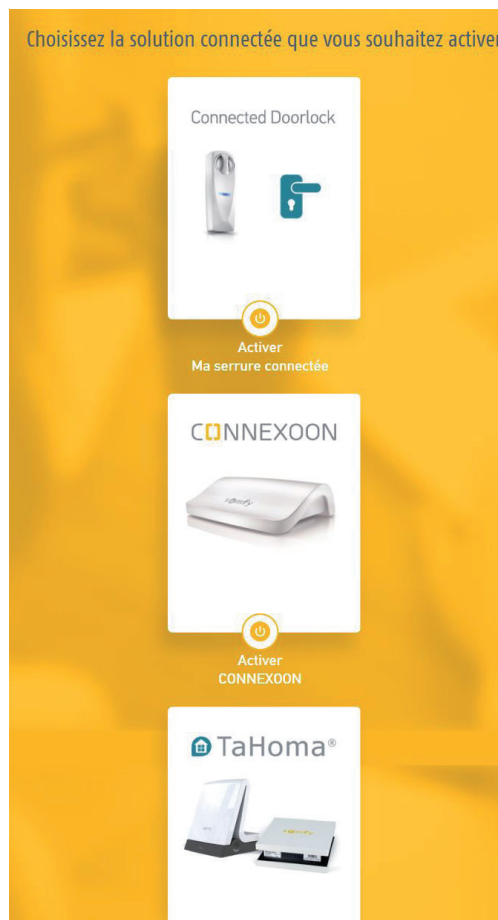 Choisissez la solution connectée que vous souhaitez activer
Connected Doorlock
Activer
Ma serrure connectée
CONNEXOON
somfy
Activer
CONNEXOON
TaHoma®
somfy